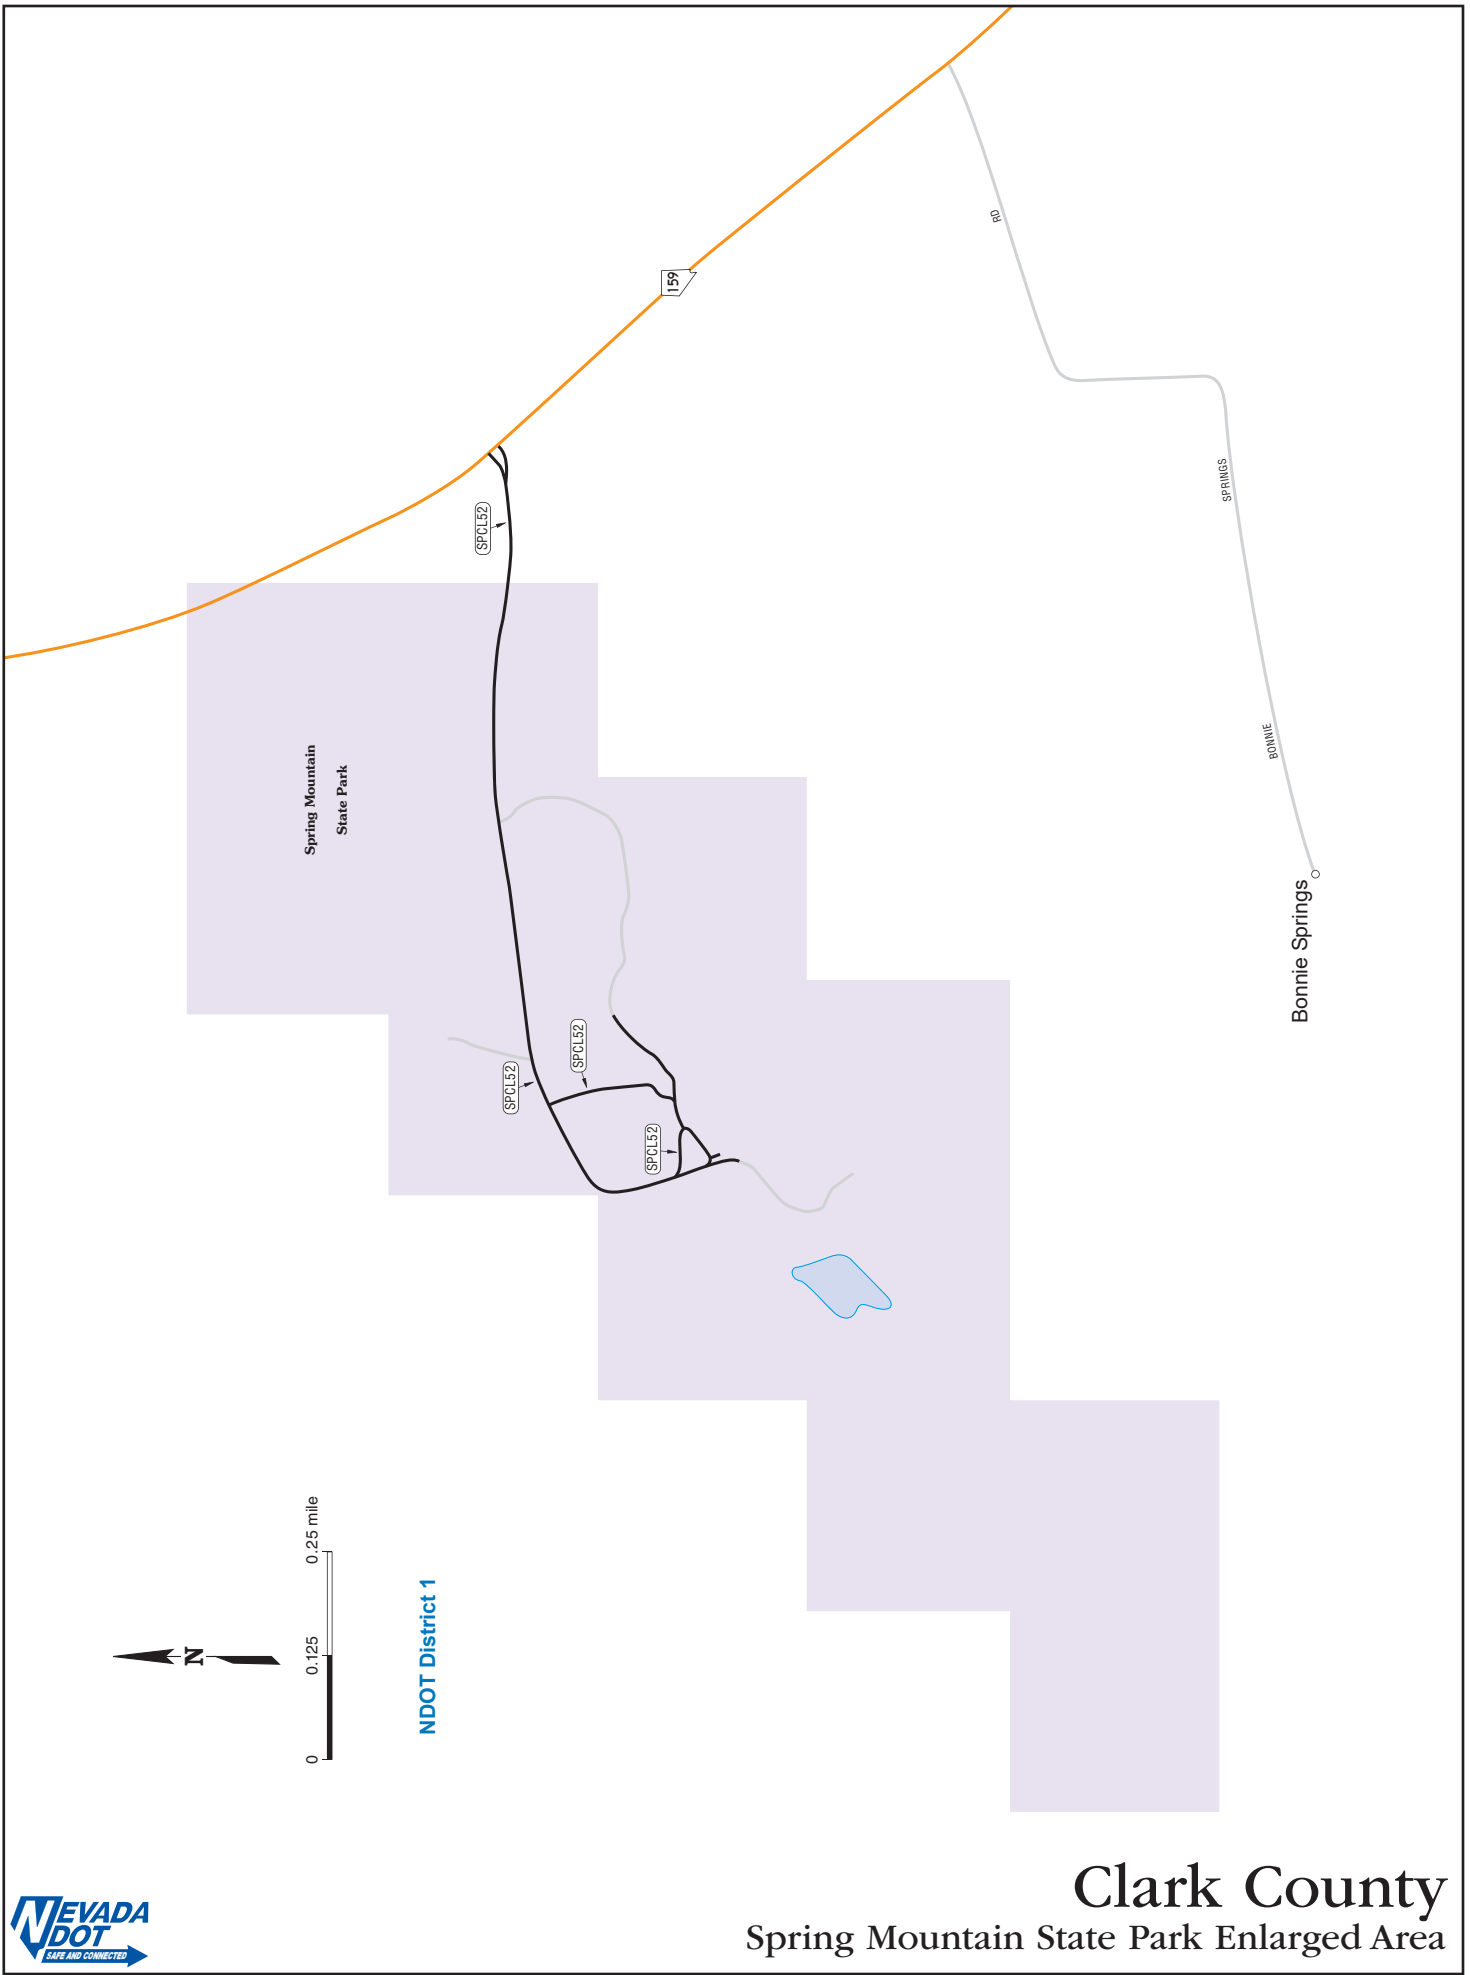 RD
159
SPCL52
SPRINGS
BONNIE
Spring Mountain
State Park
Bonnie Springs
SPCL52
SPCL52
SPCL52
0 0.125 0.25 mile
N
NDOT District 1
Clark County
Spring Mountain State Park Enlarged Area
NEVADA
DOT
SAFE AND CONNECTED